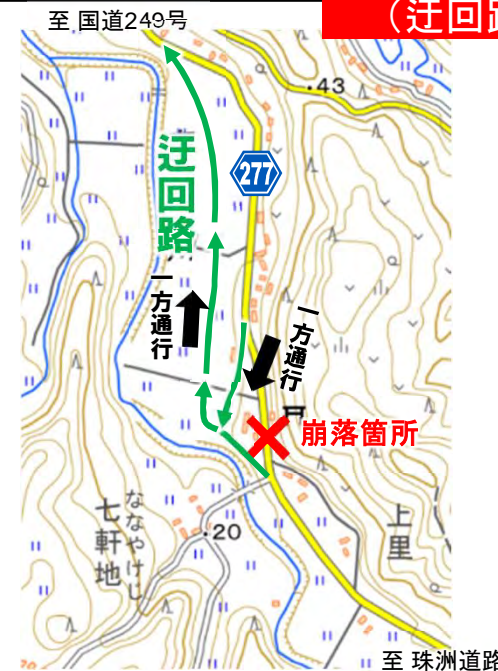 至 国道249号
(迂回路
・43
277
迂回路
一方通行
一方通行
崩落箇所
ななやけじ
七軒地
・20
上里
至 珠洲道路